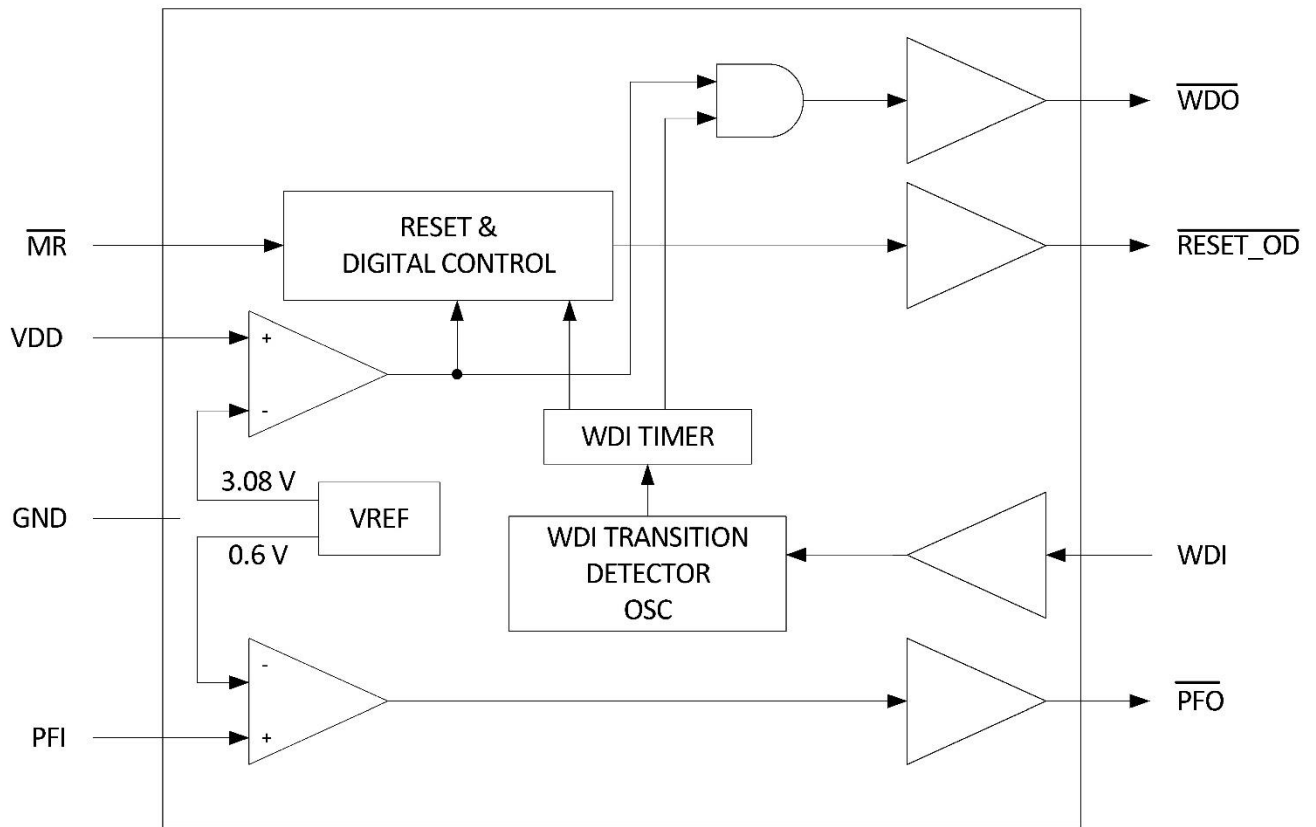 WDO
RESET &
DIGITAL CONTROL
MR
RESET_OD
VDD
+
-
WDI TIMER
3.08 V
GND
VREF
0.6 V
WDI TRANSITION
DETECTOR
OSC
WDI
-
+
PFI
PFO